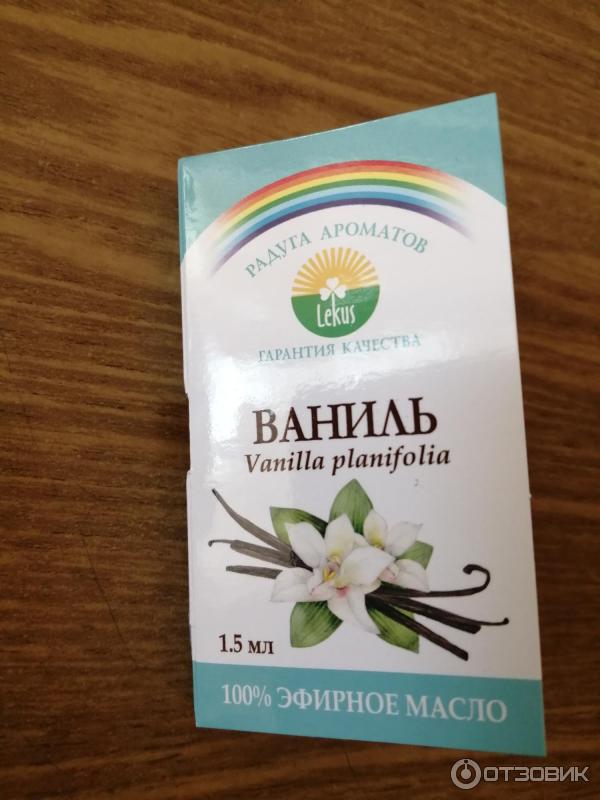 РАДУГА АРОМАТОВ
Lekus
ГАРАНТИЯ КАЧЕСТВА
ВАНИЛЬ
Vanilla planifolia
1.5 мл
100% ЭФИРНОЕ МАСЛО
ОТЗОВИК